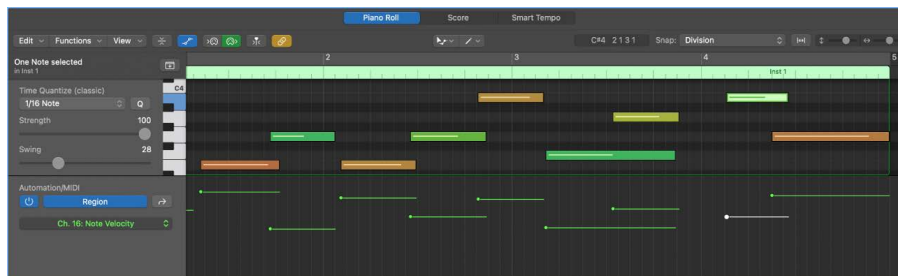 Piano Roll Score Smart Tempo
Edit Functions View C#4 2 1 3 1 Snap: Division
One Note selected
in Inst 1
2 3 4 5
Inst 1
Time Quantize (classic)
C4
1/16 Note Q
Strength 100
Swing 28
Automation/MIDI
Region
Ch. 16: Note Velocity